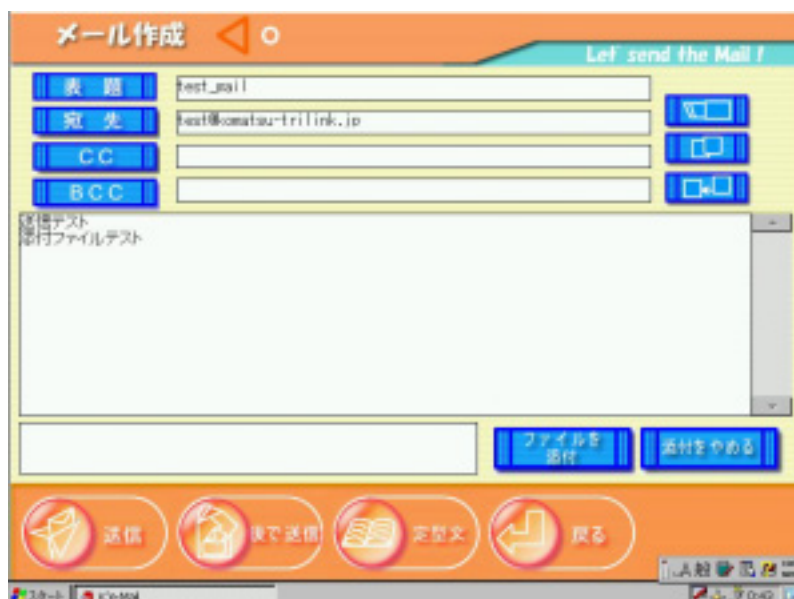 メール作成
Let' send the Mail !
表 題
test_mail
宛 先
test@komatsu-trilink.jp
CC
BCC
送信テスト
添付ファイルテスト
ファイルを
添付
添付をやめる
送信
後で送信
定型文
戻る
A 般
スタート